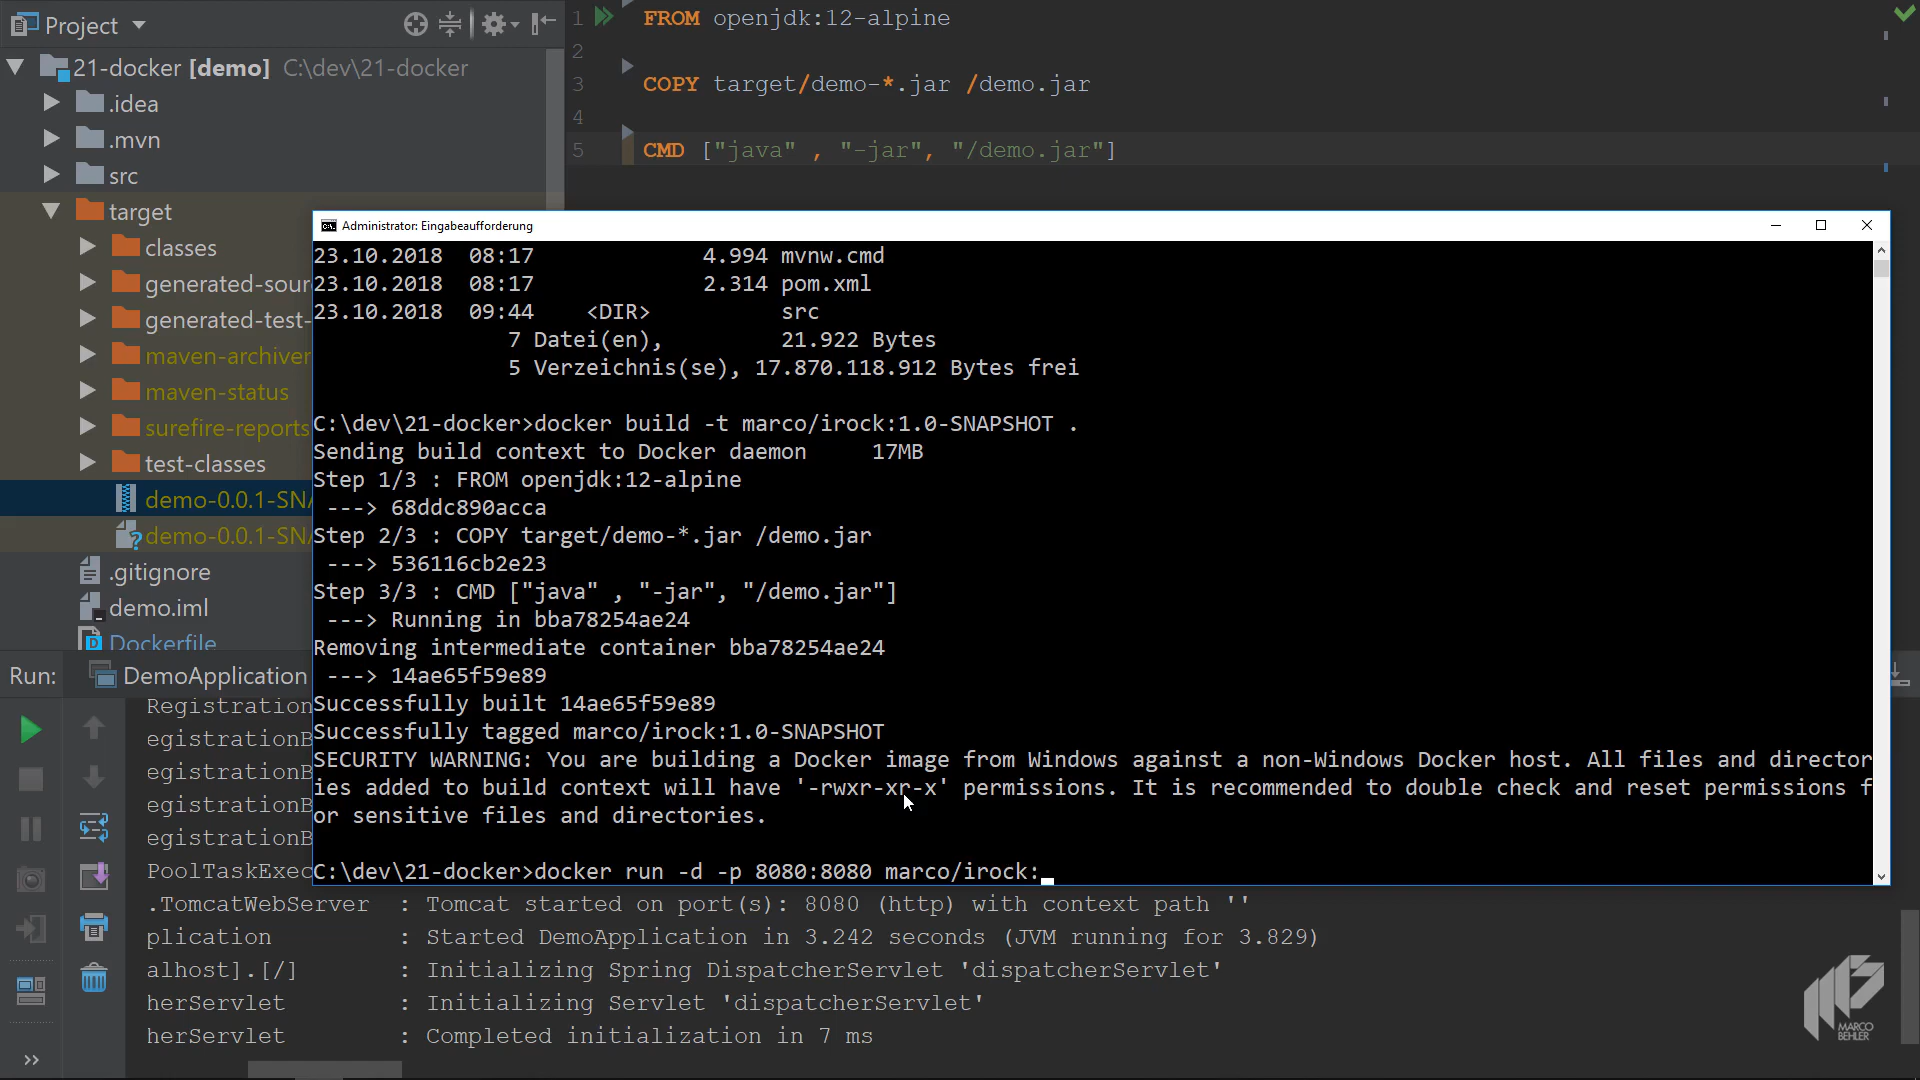 Project
21-docker [demo] C:\dev\21-docker
.idea
.mvn
src
target
classes
generated-sour
generated-test-
maven-archiver
maven-status
surefire-reports
test-classes
demo-0.0.1-SNA
demo-0.0.1-SNA
.gitignore
demo.iml
Dockerfile
1 FROM openjdk:12-alpine
2
3 COPY target/demo-*.jar /demo.jar
4
5 CMD ["java" , "-jar", "/demo.jar"]
Administrator: Eingabeaufforderung
23.10.2018 08:17 4.994 mvnw.cmd
23.10.2018 08:17 2.314 pom.xml
23.10.2018 09:44 <DIR> src
7 Datei(en), 21.922 Bytes
5 Verzeichnis(se), 17.870.118.912 Bytes frei
C:\dev\21-docker>docker build -t marco/irock:1.0-SNAPSHOT .
Sending build context to Docker daemon 17MB
Step 1/3 : FROM openjdk:12-alpine
---> 68ddc890acca
Step 2/3 : COPY target/demo-*.jar /demo.jar
---> 536116cb2e23
Step 3/3 : CMD ["java" , "-jar", "/demo.jar"]
---> Running in bba78254ae24
Removing intermediate container bba78254ae24
---> 14ae65f59e89
Successfully built 14ae65f59e89
Successfully tagged marco/irock:1.0-SNAPSHOT
SECURITY WARNING: You are building a Docker image from Windows against a non-Windows Docker host. All files and director
ies added to build context will have '-rwxr-xr-x' permissions. It is recommended to double check and reset permissions f
or sensitive files and directories.
C:\dev\21-docker>docker run -d -p 8080:8080 marco/irock:
Run: DemoApplication
Registration
egistrationB
egistrationB
egistrationB
egistrationB
PoolTaskExec
.TomcatWebServer : Tomcat started on port(s): 8080 (http) with context path ''
plication : Started DemoApplication in 3.242 seconds (JVM running for 3.829)
alhost].[/] : Initializing Spring DispatcherServlet 'dispatcherServlet'
herServlet : Initializing Servlet 'dispatcherServlet'
herServlet : Completed initialization in 7 ms
MARCO
BEHLER